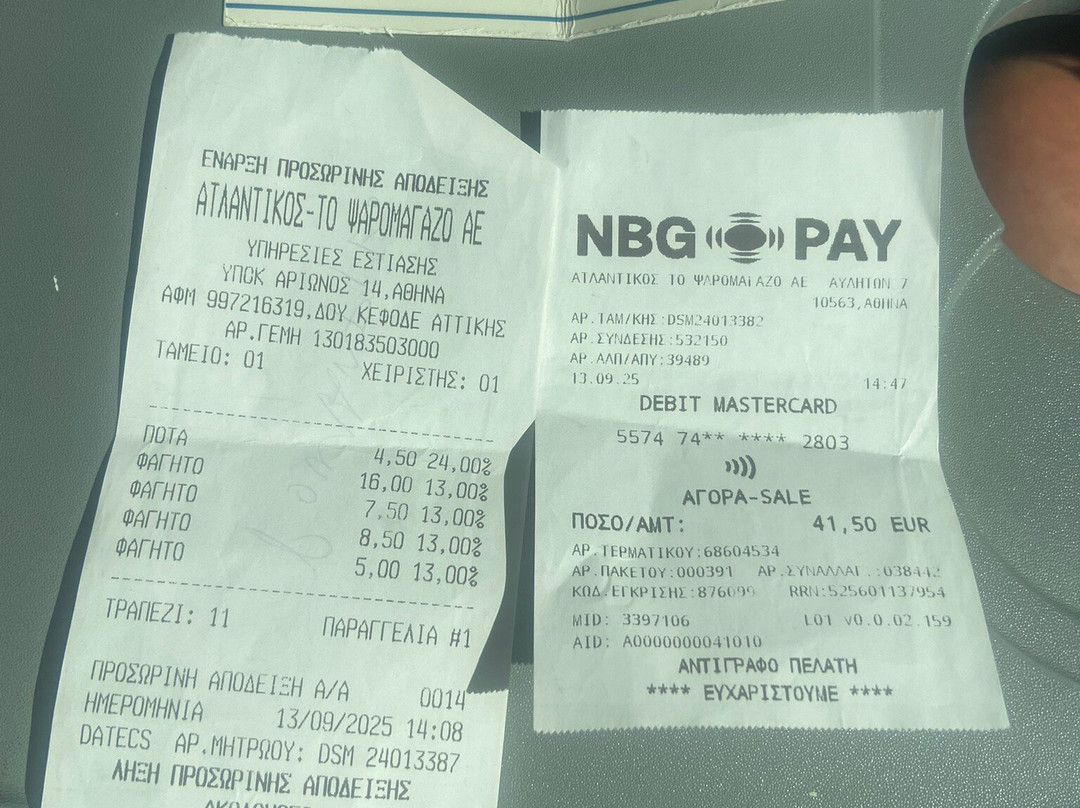 ΕΝΑΡΞΗ ΠΡΟΣΩΡΙΝΗΣ ΑΠΟΔΕΙΞΗΣ
ΑΤΛΑΝΤΙΚΟΣ-ΤΟ ΨΑΡΟΜΑΓΑΖΟ ΑΕ
ΥΠΗΡΕΣΙΕΣ ΕΣΤΙΑΣΗΣ
ΥΠΟΚ ΑΡΙΩΝΟΣ 14,ΑΘΗΝΑ
ΑΦΜ 997216319,ΔΟΥ ΚΕΦΟΔΕ ΑΤΤΙΚΗΣ
ΑΡ.ΓΕΜΗ 130183503000
ΤΑΜΕΙΟ: 01 ΧΕΙΡΙΣΤΗΣ: 01
ΠΟΤΑ 4,50 24,00%
ΦΑΓΗΤΟ 16,00 13,00%
ΦΑΓΗΤΟ 7,50 13,00%
ΦΑΓΗΤΟ 8,50 13,00%
ΦΑΓΗΤΟ 5,00 13,00%
ΤΡΑΠΕΖΙ: 11 ΠΑΡΑΓΓΕΛΙΑ #1
ΠΡΟΣΩΡΙΝΗ ΑΠΟΔΕΙΞΗ Α/Α 0014
ΗΜΕΡΟΜΗΝΙΑ 13/09/2025 14:08
DATECS ΑΡ.ΜΗΤΡΩΟΥ: DSM 24013387
ΛΗΞΗ ΠΡΟΣΩΡΙΝΗΣ ΑΠΟΔΕΙΞΗΣ
NBG PAY
ΑΤΛΑΝΤΙΚΟΣ ΤΟ ΨΑΡΟΜΑΓΑΖΟ ΑΕ ΑΥΛΗΤΩΝ 7
10563,ΑΘΗΝΑ
ΑΡ.ΤΑΜ/ΚΗΣ:DSM24013382
ΑΡ.ΣΥΝΔΕΣΗΣ:532150
ΑΡ.ΑΛΠ/ΑΠΥ:39489
13.09.25 14:47
DEBIT MASTERCARD
5574 74** **** 2803
ΑΓΟΡΑ-SALE
ΠΟΣΟ/AMT: 41,50 EUR
ΑΡ.ΤΕΡΜΑΤΙΚΟΥ:68604534
ΑΡ.ΠΑΚΕΤΟΥ:000391 ΑΡ.ΣΥΝΑΛΛΑΓ.:038442
ΚΩΔ.ΕΓΚΡΙΣΗΣ:876099 RRN:525601137954
MID: 3397106 L01 v0.0.02.159
AID: A0000000041010
ΑΝΤΙΓΡΑΦΟ ΠΕΛΑΤΗ
**** ΕΥΧΑΡΙΣΤΟΥΜΕ ****